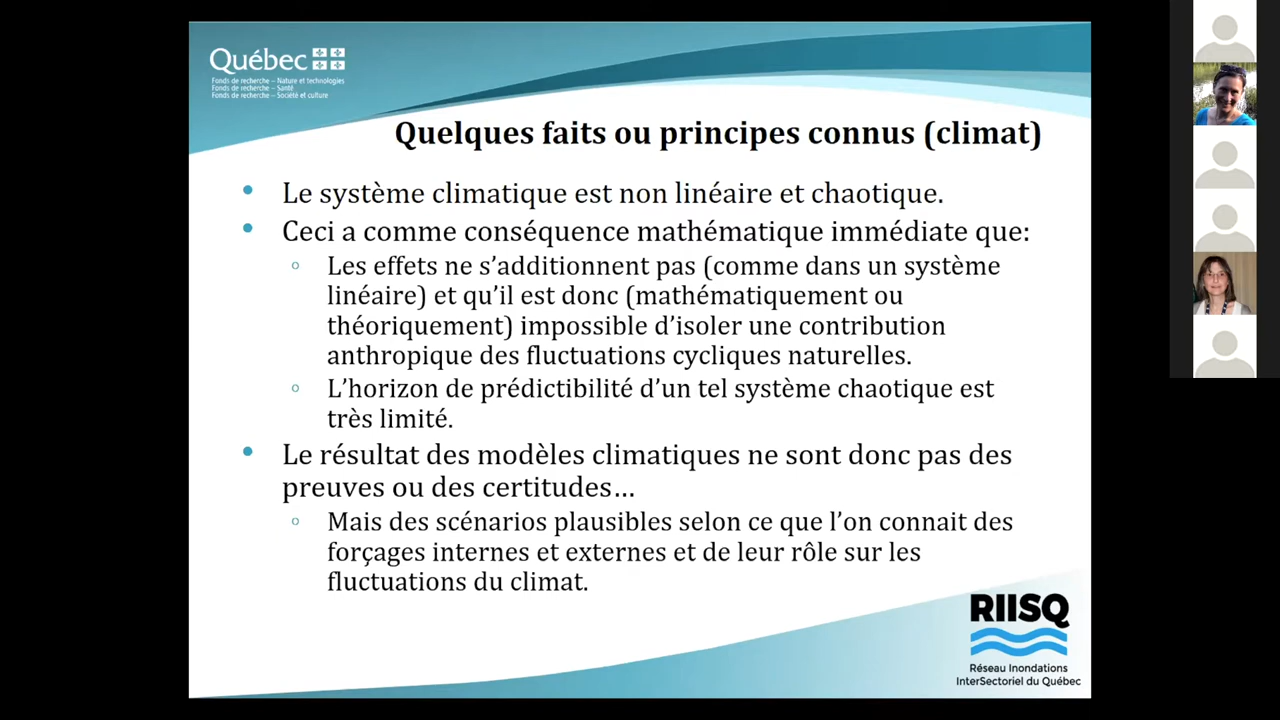 Québec
Fonds de recherche – Nature et technologies
Fonds de recherche – Santé
Fonds de recherche – Société et culture
Quelques faits ou principes connus (climat)
• Le système climatique est non linéaire et chaotique.
• Ceci a comme conséquence mathématique immédiate que:
o Les effets ne s’additionnent pas (comme dans un système
linéaire) et qu’il est donc (mathématiquement ou
théoriquement) impossible d’isoler une contribution
anthropique des fluctuations cycliques naturelles.
o L’horizon de prédictibilité d’un tel système chaotique est
très limité.
• Le résultat des modèles climatiques ne sont donc pas des
preuves ou des certitudes…
o Mais des scénarios plausibles selon ce que l’on connait des
forçages internes et externes et de leur rôle sur les
fluctuations du climat.
RIISQ
Réseau Inondations
InterSectoriel du Québec